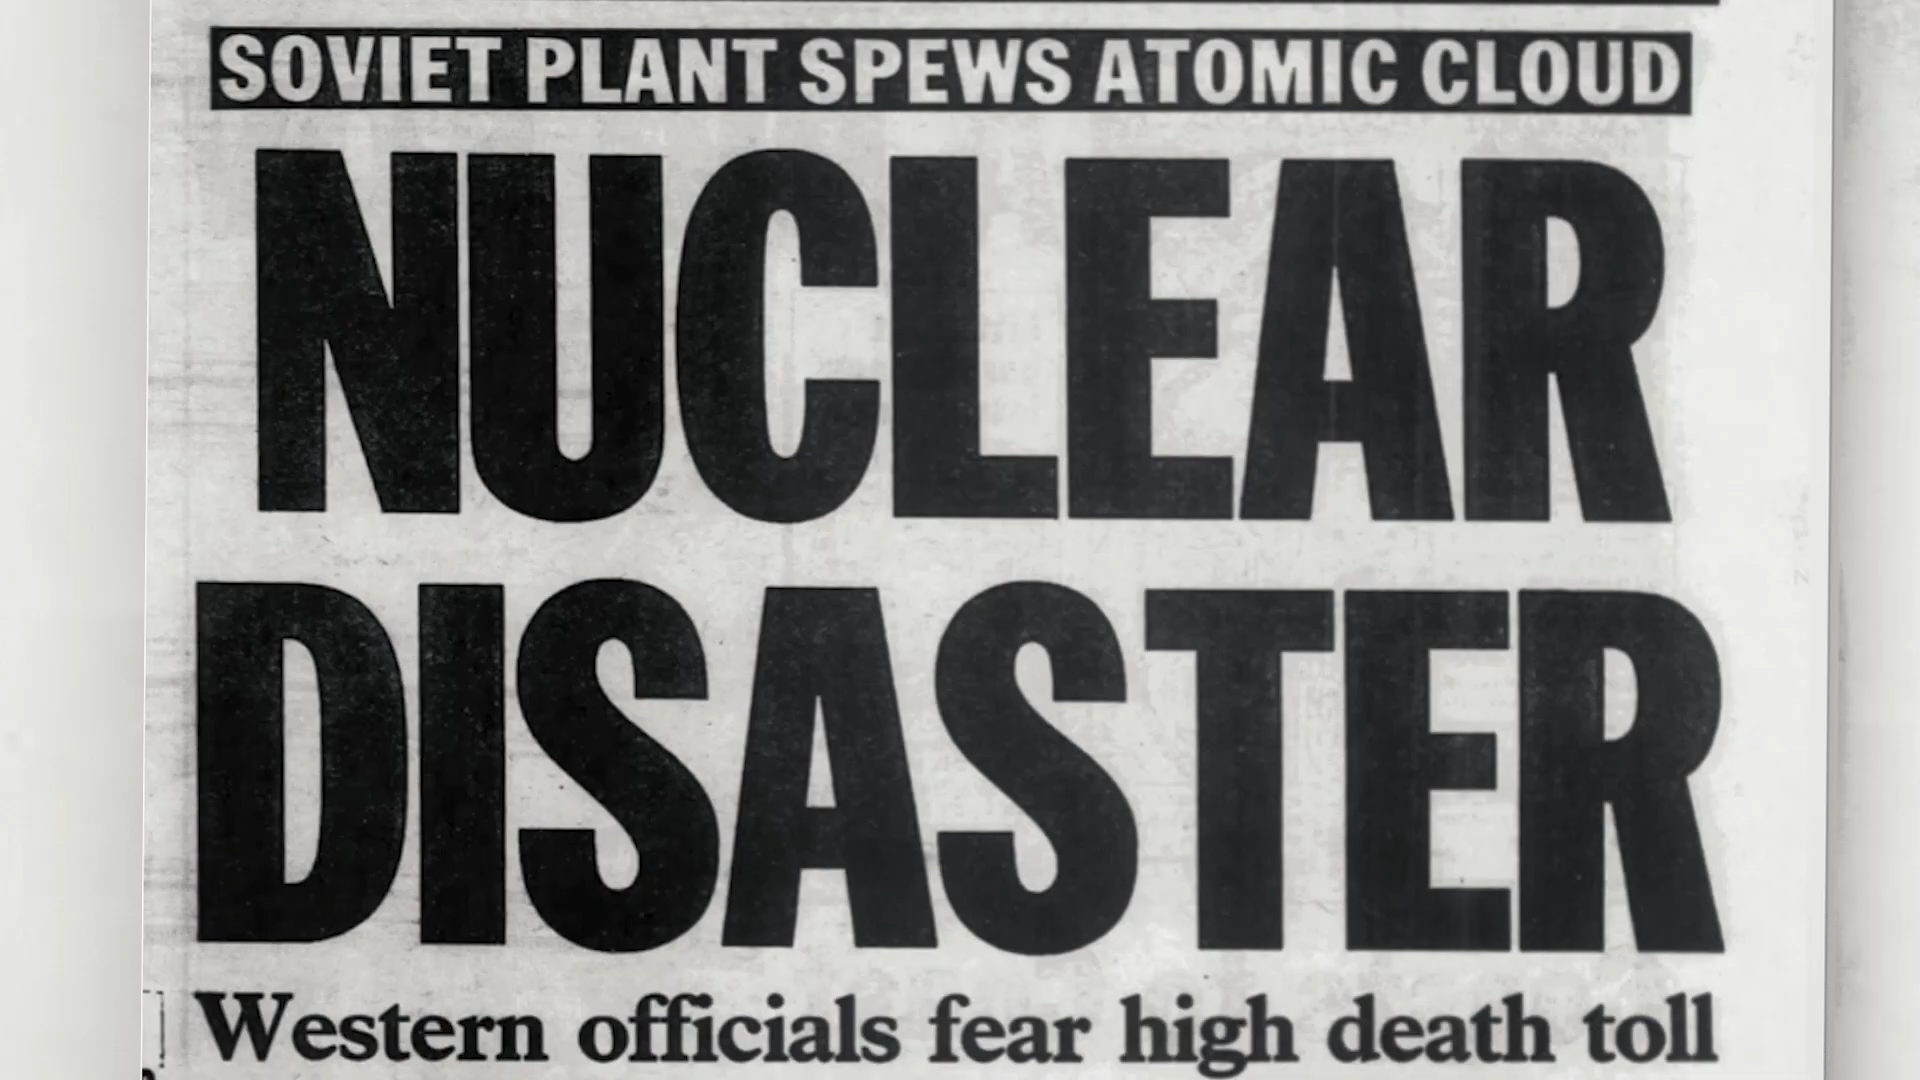 SOVIET PLANT SPEWS ATOMIC CLOUD
NUCLEAR
DISASTER
Western officials fear high death toll